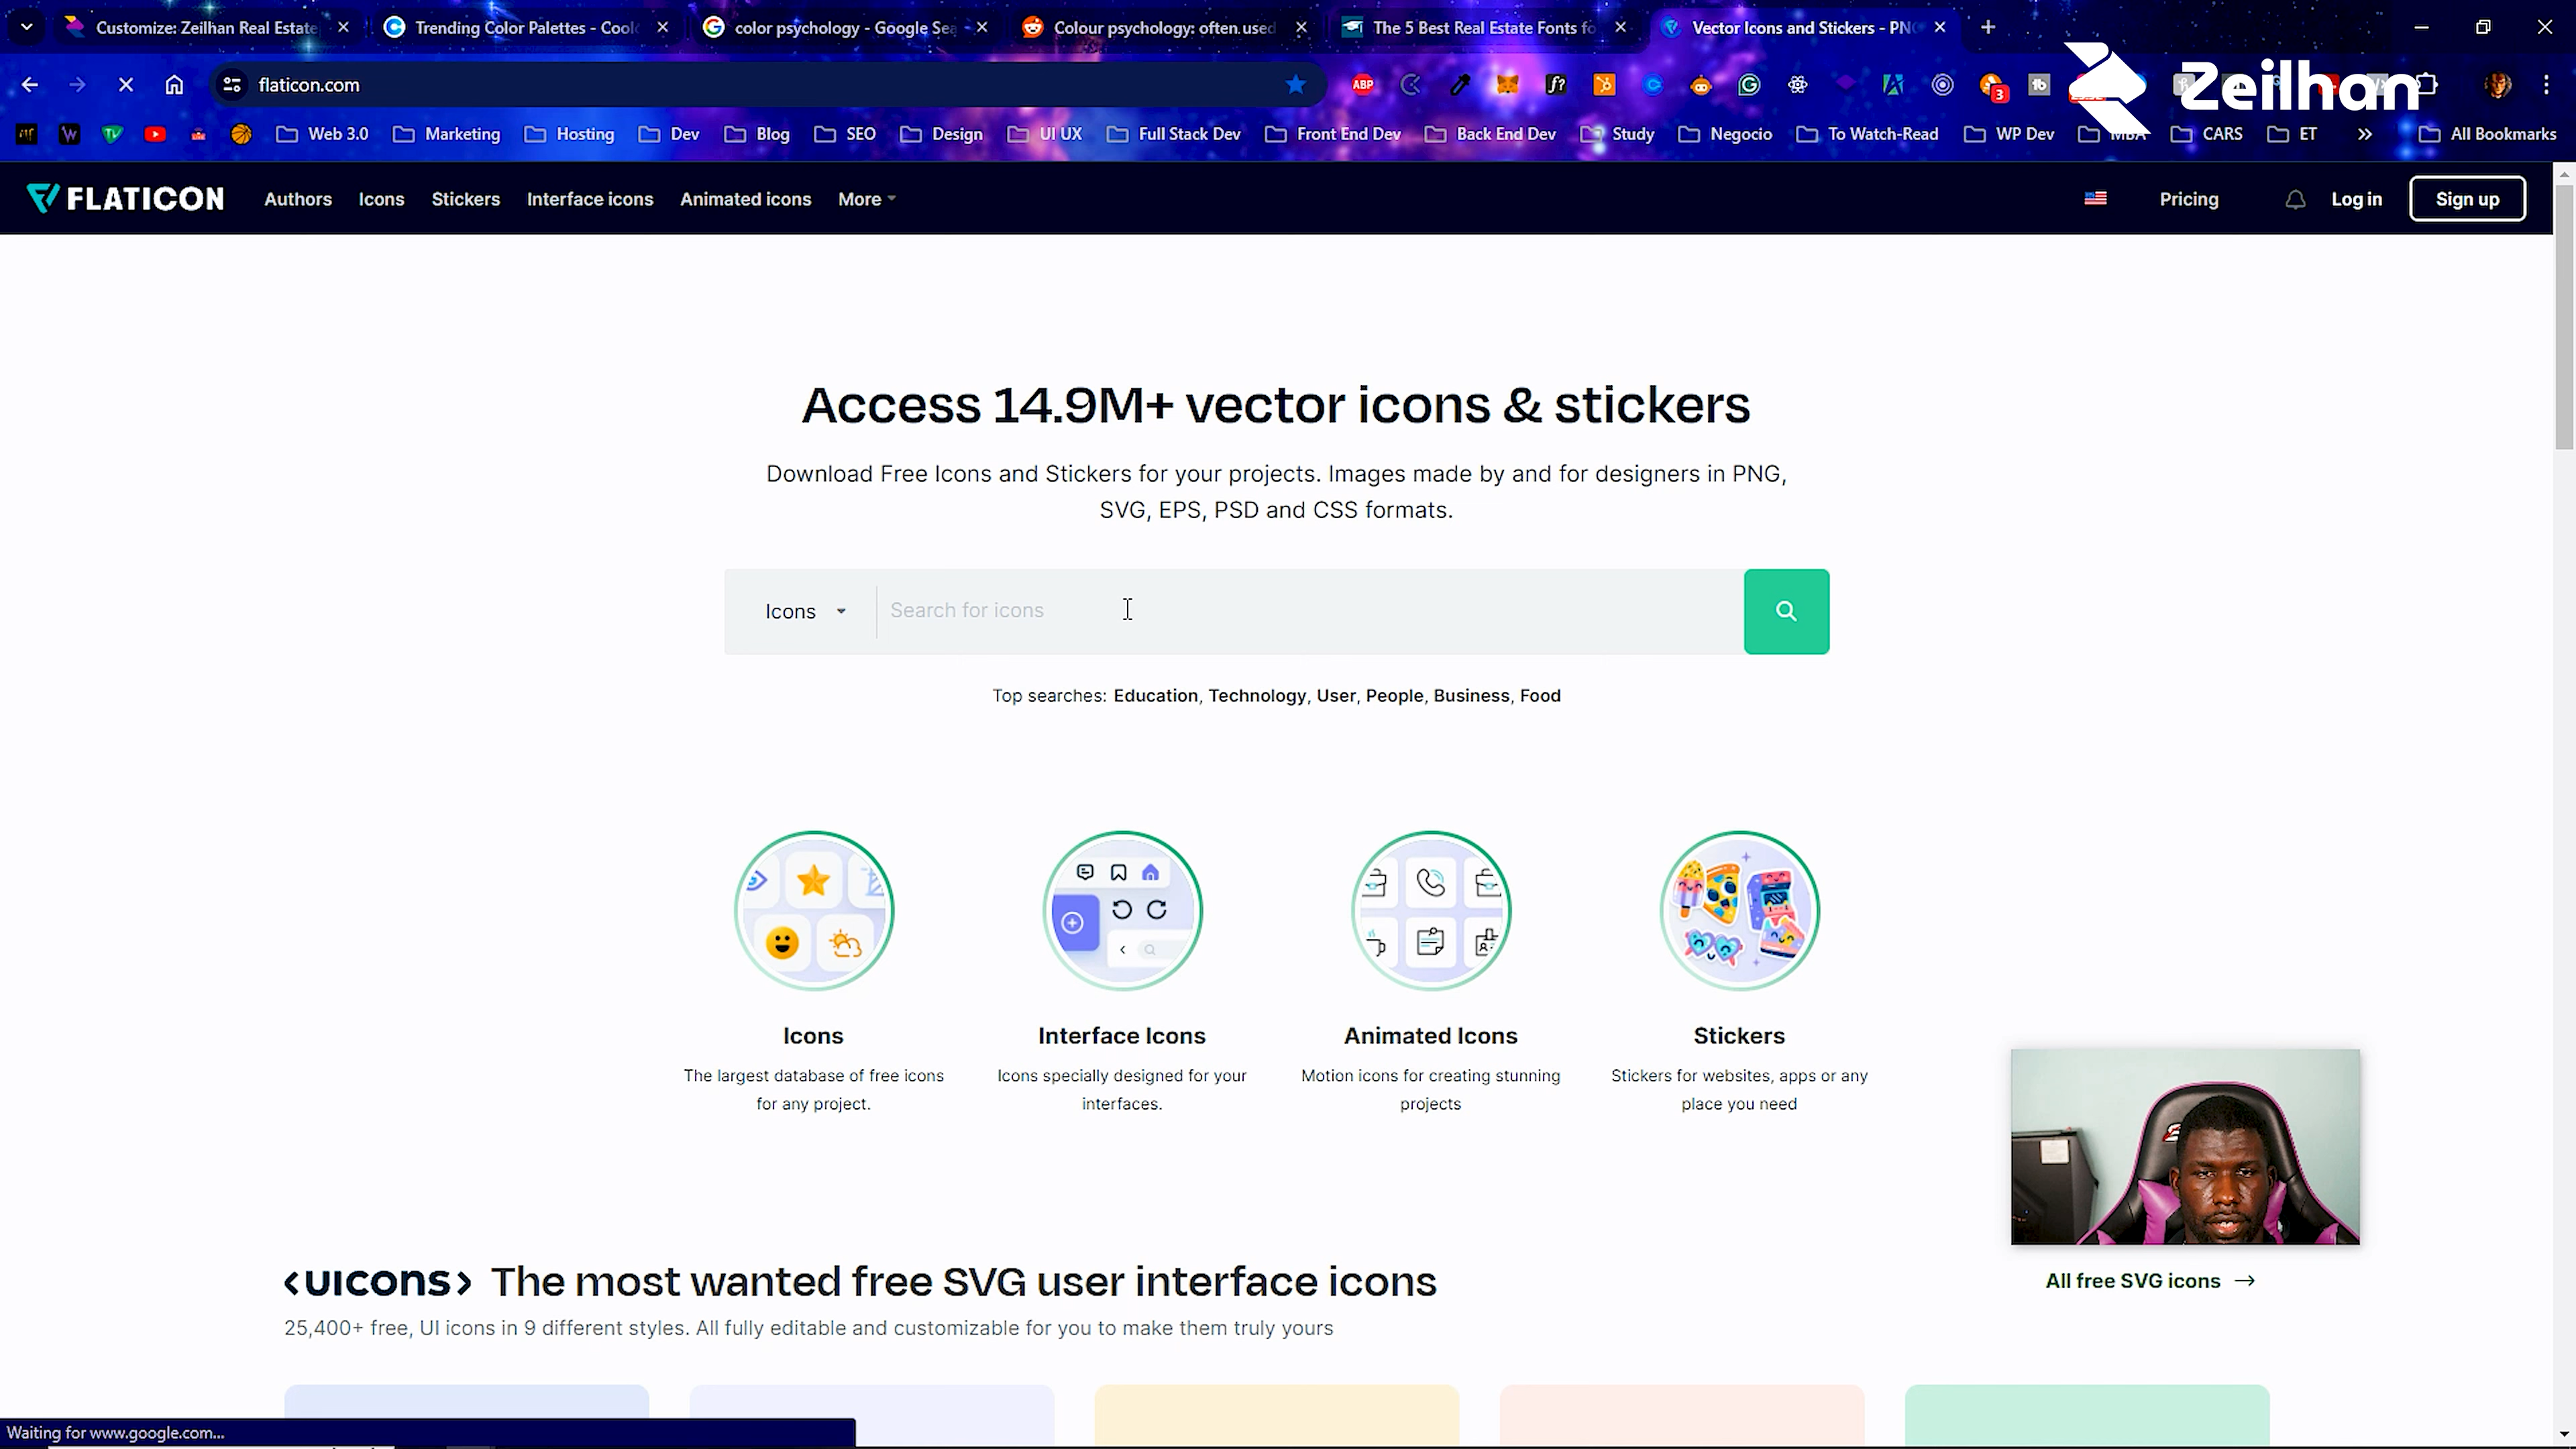 Customize: Zeilhan Real Estate
Trending Color Palettes - Cool
color psychology - Google Sea
Colour psychology: often used
The 5 Best Real Estate Fonts fo
Vector Icons and Stickers - PNG
flaticon.com
ABP
f?
3
Zeilhan
Web 3.0
Marketing
Hosting
Dev
Blog
SEO
Design
UI UX
Full Stack Dev
Front End Dev
Back End Dev
Study
Negocio
To Watch-Read
WP Dev
MBA
CARS
ET
All Bookmarks
FLATICON
Authors
Icons
Stickers
Interface icons
Animated icons
More
Pricing
Log in
Sign up
Access 14.9M+ vector icons & stickers
Download Free Icons and Stickers for your projects. Images made by and for designers in PNG,
SVG, EPS, PSD and CSS formats.
Icons
Search for icons
Top searches: Education, Technology, User, People, Business, Food
Icons
Interface Icons
Animated Icons
Stickers
The largest database of free icons
for any project.
Icons specially designed for your
interfaces.
Motion icons for creating stunning
projects
Stickers for websites, apps or any
place you need
<UICONS> The most wanted free SVG user interface icons
All free SVG icons →
25,400+ free, UI icons in 9 different styles. All fully editable and customizable for you to make them truly yours
Waiting for www.google.com...